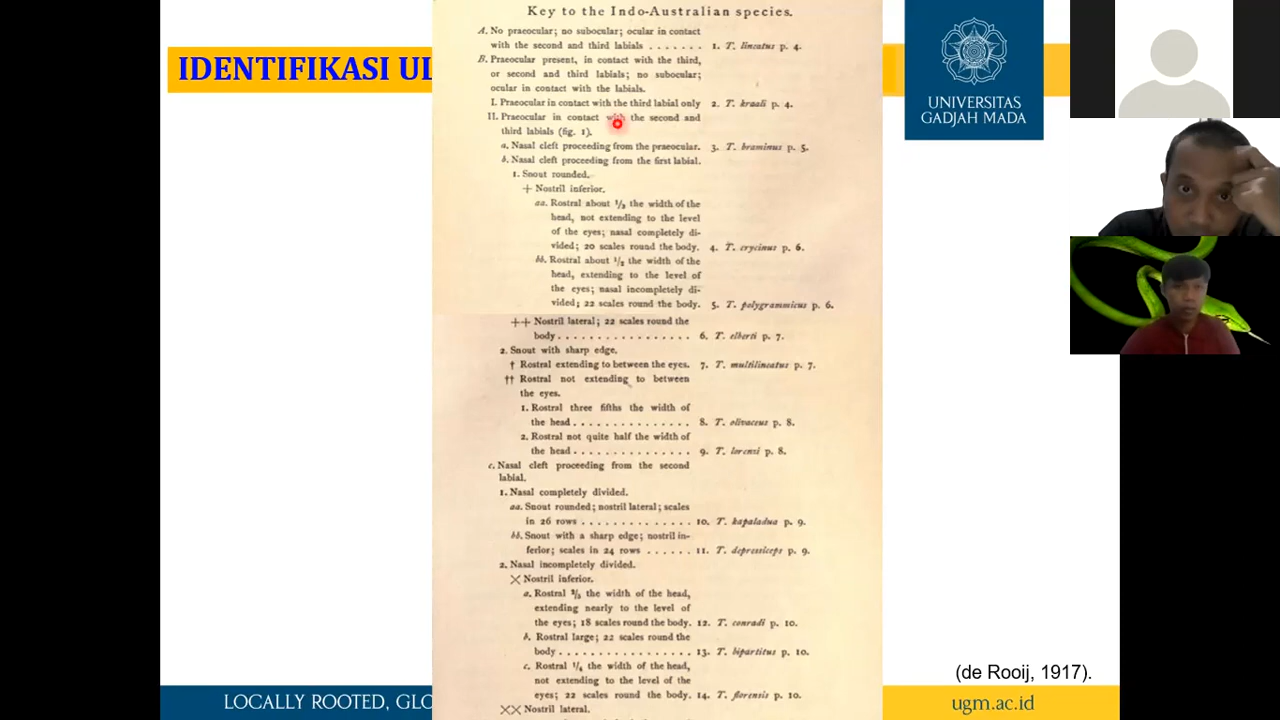 IDENTIFIKASI UL
Key to the Indo-Australian species.
A. No praeocular; no subocular; ocular in contact
with the second and third labials . . . . . . . 1. T. lineatus p. 4.
B. Praeocular present, in contact with the third,
or second and third labials; no subocular;
ocular in contact with the labials.
I. Praeocular in contact with the third labial only 2. T. kraali p. 4.
II. Praeocular in contact with the second and
third labials (fig. 1).
a. Nasal cleft proceeding from the praeocular. 3. T. braminus p. 5.
b. Nasal cleft proceeding from the first labial.
1. Snout rounded.
+ Nostril inferior.
aa. Rostral about 1/3 the width of the
head, not extending to the level
of the eyes; nasal completely di-
vided; 20 scales round the body. 4. T. erycinus p. 6.
bb. Rostral about 1/2 the width of the
head, extending to the level of
the eyes; nasal incompletely di-
vided; 22 scales round the body. 5. T. polygrammicus p. 6.
++ Nostril lateral; 22 scales round the
body . . . . . . . . . . . . . . . . 6. T. elberti p. 7.
2. Snout with sharp edge.
† Rostral extending to between the eyes. 7. T. multilineatus p. 7.
†† Rostral not extending to between
the eyes.
1. Rostral three fifths the width of
the head . . . . . . . . . . . . . . 8. T. olivaceus p. 8.
2. Rostral not quite half the width of
the head . . . . . . . . . . . . . . 9. T. lorensi p. 8.
c. Nasal cleft proceeding from the second
labial.
1. Nasal completely divided.
aa. Snout rounded; nostril lateral; scales
in 26 rows . . . . . . . . . . . . . 10. T. kapaladua p. 9.
bb. Snout with a sharp edge; nostril in-
ferior; scales in 24 rows . . . . . . 11. T. depressiceps p. 9.
2. Nasal incompletely divided.
× Nostril inferior.
a. Rostral 2/3 the width of the head,
extending nearly to the level of
the eyes; 18 scales round the body. 12. T. conradi p. 10.
b. Rostral large; 22 scales round the
body . . . . . . . . . . . . . . . . 13. T. bipartitus p. 10.
c. Rostral 1/4 the width of the head,
not extending to the level of the
eyes; 22 scales round the body. 14. T. florensis p. 10.
×× Nostril lateral.
UNIVERSITAS
GADJAH MADA
(de Rooij, 1917).
LOCALLY ROOTED, GLO
ugm.ac.id